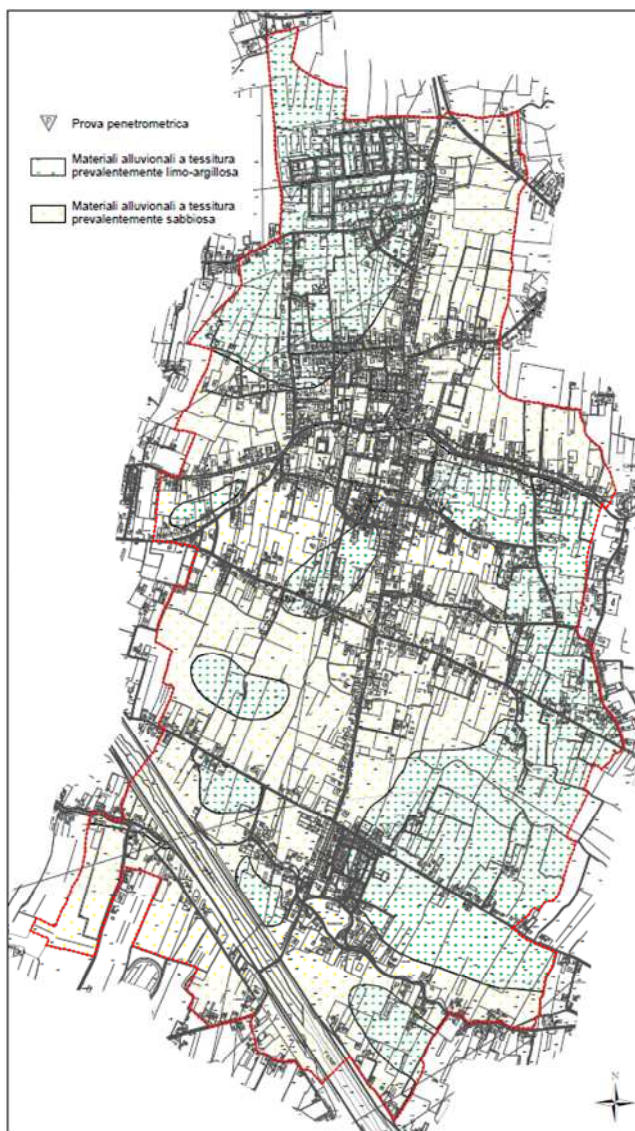 Prova penetrometrica
Materiali alluvionali a tessitura
prevalentemente limo-argillosa
Materiali alluvionali a tessitura
prevalentemente sabbiosa
N